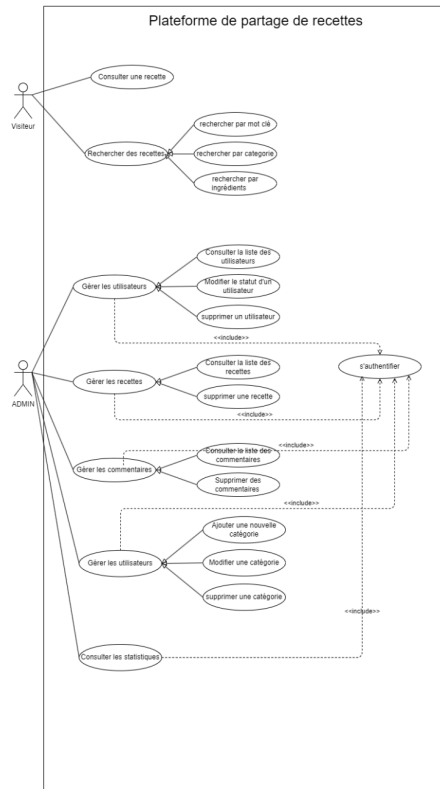 Plateforme de partage de recettes
Consulter une recette
Visiteur
rechercher par mot clè
Rechercher des recettes
rechercher par categorie
rechercher par
ingrédients
Consulter la liste des
utilisateurs
Gérer les utilisateurs
Modifier le statut d'un
utilisateur
supprimer un utilisateur
<<include>>
Consulter la liste des
recettes
s'authentifier
ADMIN
Gérer les recettes
supprimer une recette
<<include>>
<<include>>
Consulter la liste des
commentaires
Gérer les commentaires
Supprimer des
commentaires
<<include>>
Ajouter une nouvelle
catégorie
Gérer les utilisateurs
Modifier une catégorie
supprimer une catégorie
<<include>>
Consulter les statistiques